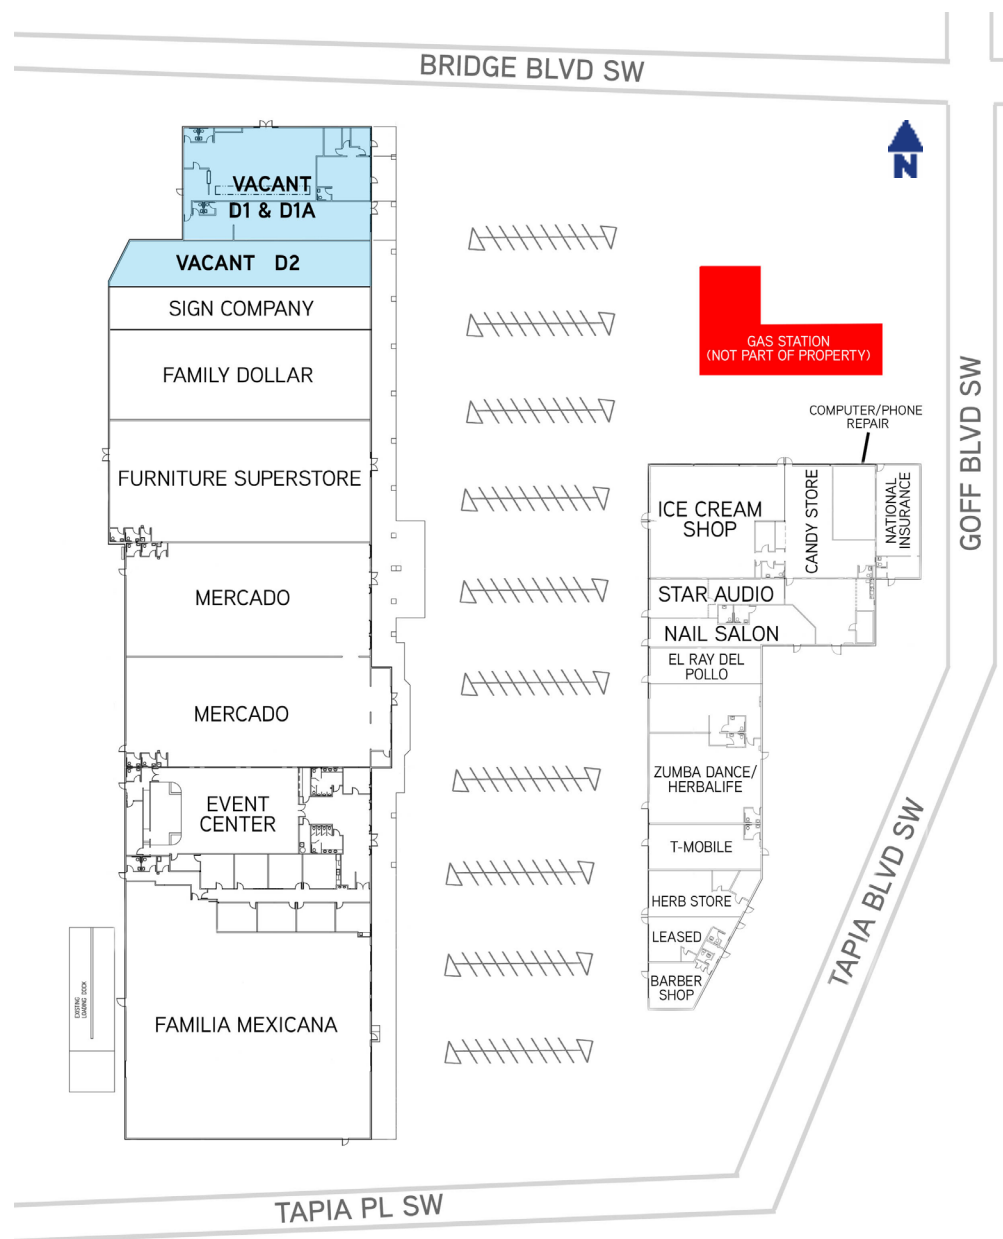 BRIDGE BLVD SW
N
VACANT
D1 & D1A
VACANT D2
SIGN COMPANY
FAMILY DOLLAR
FURNITURE SUPERSTORE
MERCADO
MERCADO
EVENT
CENTER
FAMILIA MEXICANA
EXISTING
LOADING DOCK
GAS STATION
(NOT PART OF PROPERTY)
COMPUTER/PHONE
REPAIR
ICE CREAM
SHOP
CANDY STORE
NATIONAL
INSURANCE
STAR AUDIO
NAIL SALON
EL RAY DEL
POLLO
ZUMBA DANCE/
HERBALIFE
T-MOBILE
HERB STORE
LEASED
BARBER
SHOP
GOFF BLVD SW
TAPIA BLVD SW
TAPIA PL SW